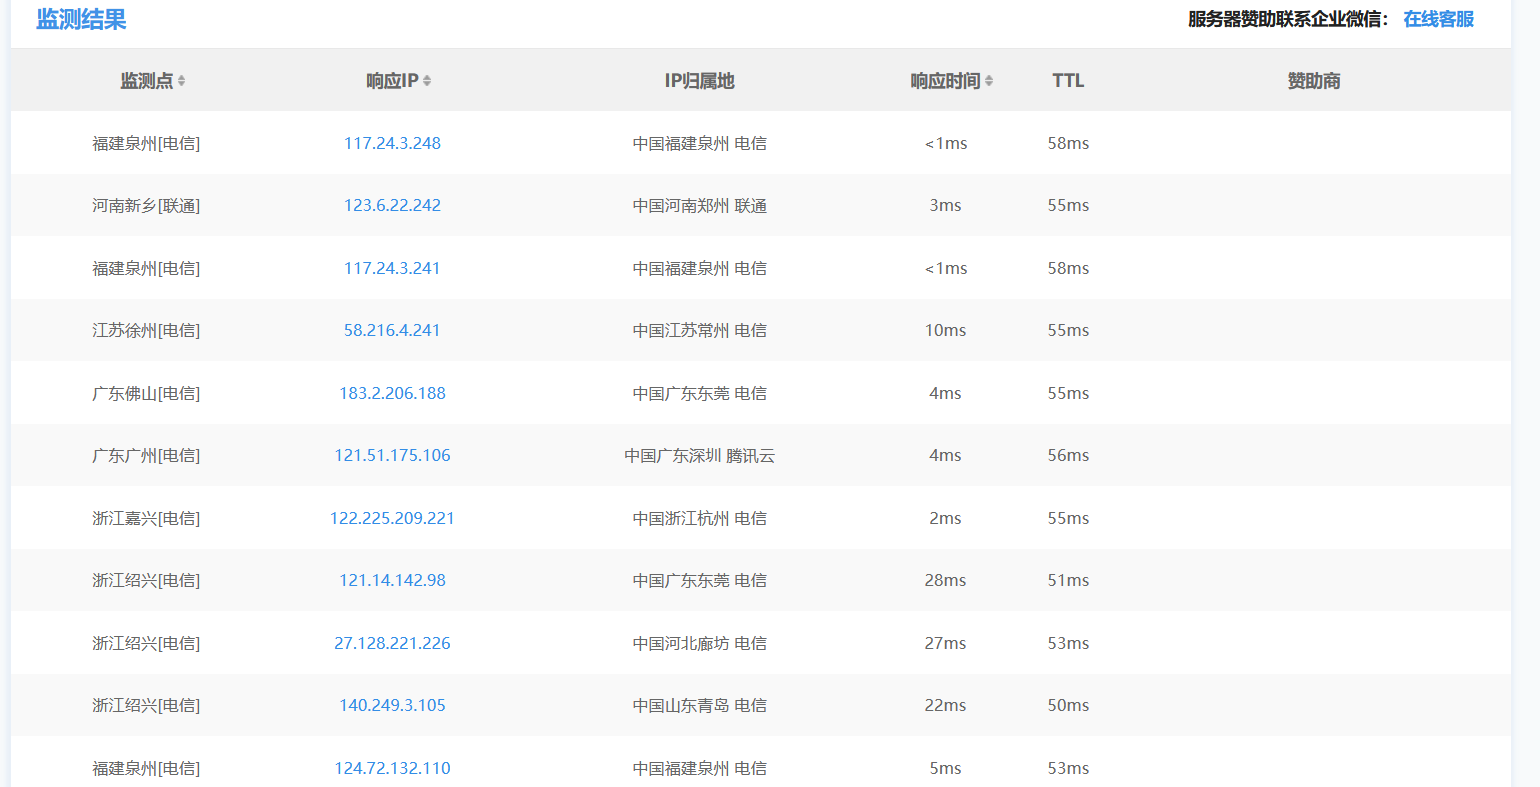 监测结果 服务器赞助联系企业微信： 在线客服
监测点 响应IP IP归属地 响应时间 TTL 赞助商
福建泉州[电信] 117.24.3.248 中国福建泉州 电信 <1ms 58ms
河南新乡[联通] 123.6.22.242 中国河南郑州 联通 3ms 55ms
福建泉州[电信] 117.24.3.241 中国福建泉州 电信 <1ms 58ms
江苏徐州[电信] 58.216.4.241 中国江苏常州 电信 10ms 55ms
广东佛山[电信] 183.2.206.188 中国广东东莞 电信 4ms 55ms
广东广州[电信] 121.51.175.106 中国广东深圳 腾讯云 4ms 56ms
浙江嘉兴[电信] 122.225.209.221 中国浙江杭州 电信 2ms 55ms
浙江绍兴[电信] 121.14.142.98 中国广东东莞 电信 28ms 51ms
浙江绍兴[电信] 27.128.221.226 中国河北廊坊 电信 27ms 53ms
浙江绍兴[电信] 140.249.3.105 中国山东青岛 电信 22ms 50ms
福建泉州[电信] 124.72.132.110 中国福建泉州 电信 5ms 53ms